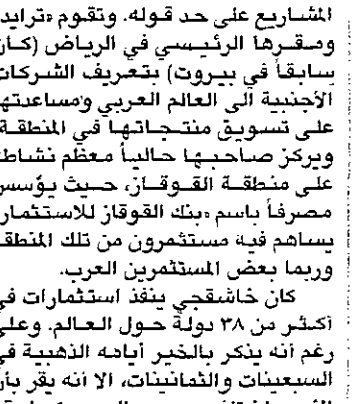 المشاريع على حد قوله. وتقوم «ترايد
ومقرها الرئيسي في الرياض (كان
سابقاً في بيروت) بتعريف الشركات
الأجنبية الى العالم العربي ومساعدتها
على تسويق منتجاتها في المنطقة
ويركز صاحبها حالياً معظم نشاطه
على منطقة القوقاز، حيث يؤسس
مصرفاً باسم «بنك القوقاز للاستثمار
يساهم فيه مستثمرون من تلك المنطقة
وربما بعض المستثمرين العرب.
كان خاشقجي ينفذ استثمارات في
أكثر من ٣٨ دولة حول العالم. وعلى
رغم أنه يذكر بالخير أيامه الذهبية في
السبعينات والثمانينات، الا أنه يقر بأن